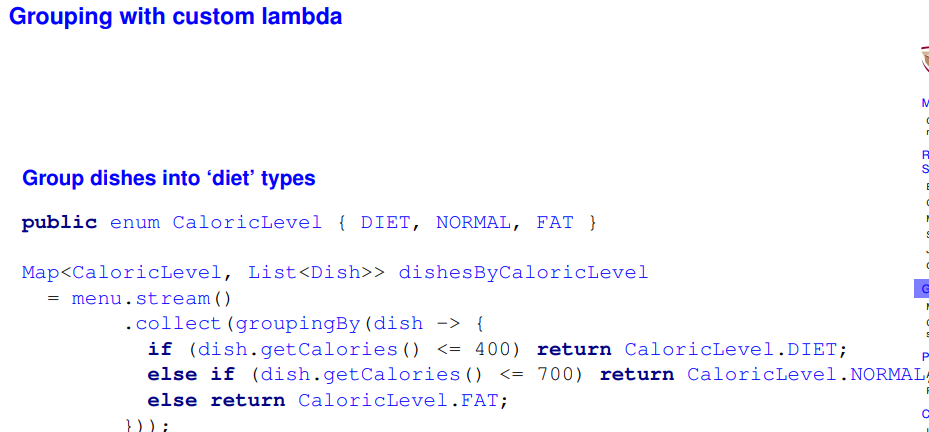 Grouping with custom lambda
Group dishes into ‘diet’ types
public enum CaloricLevel { DIET, NORMAL, FAT }
Map<CaloricLevel, List<Dish>> dishesByCaloricLevel
= menu.stream()
.collect(groupingBy(dish -> {
if (dish.getCalories() <= 400) return CaloricLevel.DIET;
else if (dish.getCalories() <= 700) return CaloricLevel.NORMAL
else return CaloricLevel.FAT;
}));